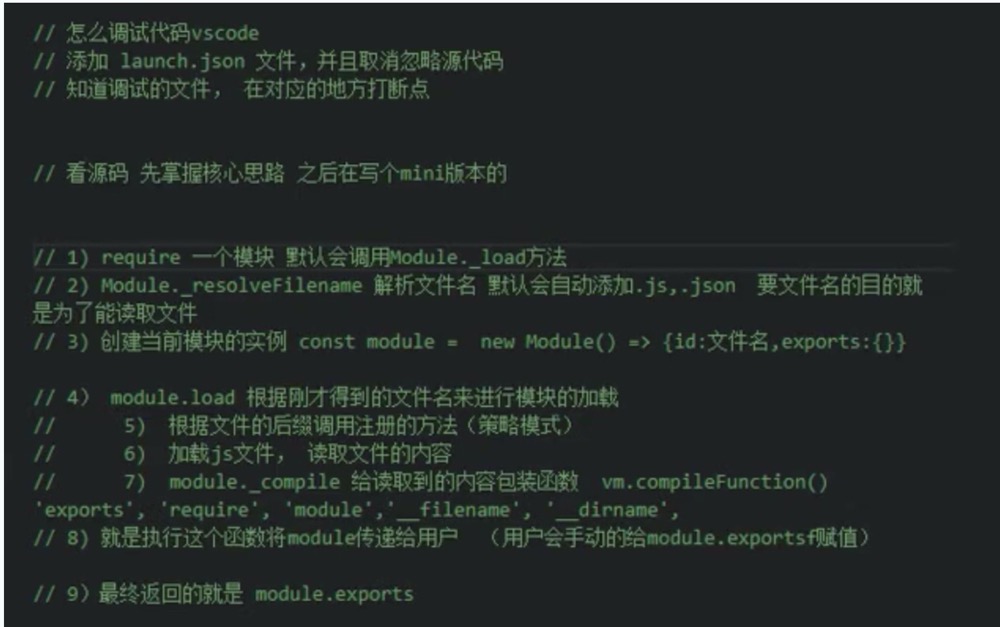 // 怎么调试代码vscode
// 添加 launch.json 文件，并且取消忽略源代码
// 知道调试的文件， 在对应的地方打断点
// 看源码 先掌握核心思路 之后在写个mini版本的
// 1) require 一个模块 默认会调用Module._load方法
// 2) Module._resolveFilename 解析文件名 默认会自动添加.js,.json  要文件名的目的就
是为了能读取文件
// 3) 创建当前模块的实例 const module =  new Module() => {id:文件名,exports:{}}
// 4） module.load 根据刚才得到的文件名来进行模块的加载
//      5)  根据文件的后缀调用注册的方法（策略模式）
//      6)  加载js文件， 读取文件的内容
//      7)  module._compile 给读取到的内容包装函数  vm.compileFunction()
'exports', 'require', 'module','__filename', '__dirname',
// 8) 就是执行这个函数将module传递给用户  （用户会手动的给module.exportsf赋值）
// 9）最终返回的就是 module.exports